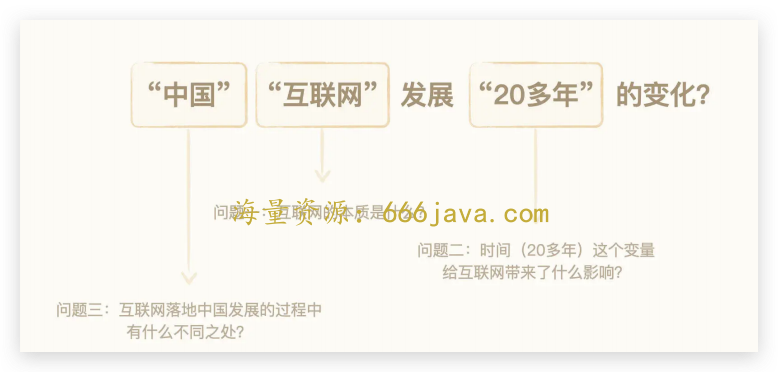 “中国” “互联网” 发展 “20多年” 的变化？
问题一：互联网的本质是什么？
海量资源：666java.com
问题二：时间（20多年）这个变量
给互联网带来了什么影响？
问题三：互联网落地中国发展的过程中
有什么不同之处？